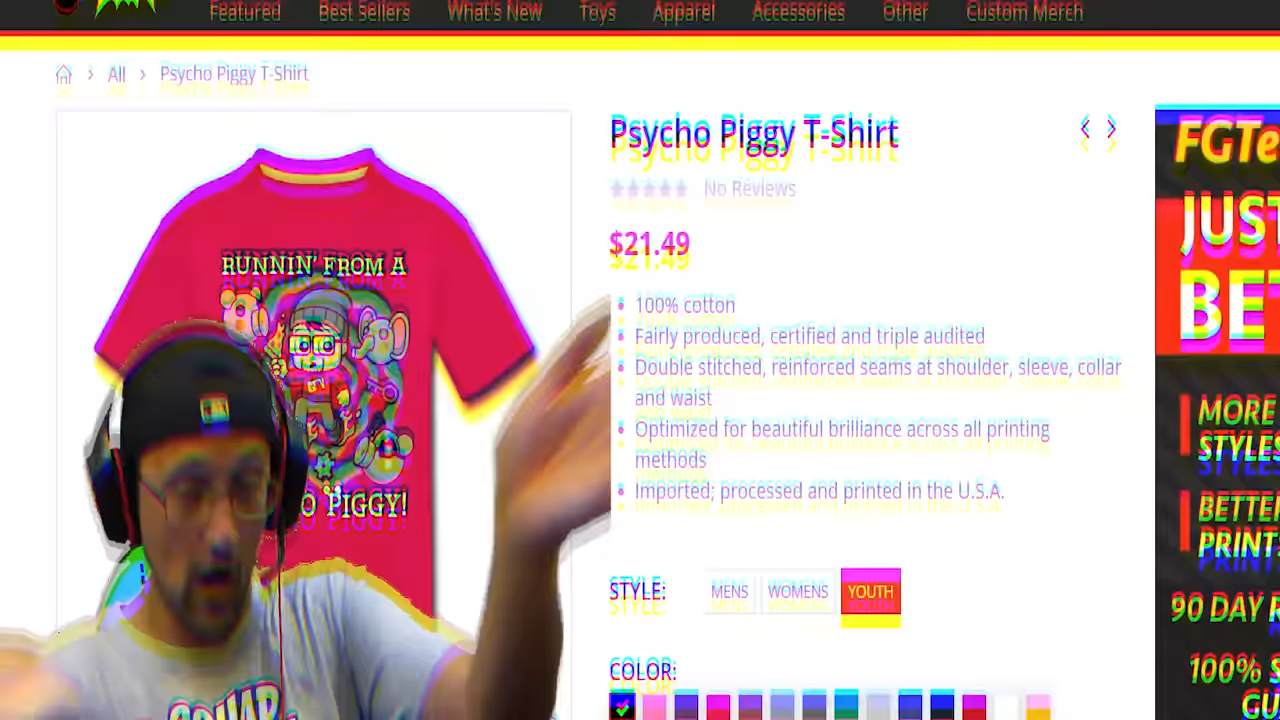 Featured Best Sellers What's New Toys Apparel Accessories Other Custom Merch
All Psycho Piggy T-Shirt
Psycho Piggy T-Shirt
No Reviews
$21.49
100% cotton
Fairly produced, certified and triple audited
Double stitched, reinforced seams at shoulder, sleeve, collar
and waist
Optimized for beautiful brilliance across all printing
methods
Imported; processed and printed in the U.S.A.
STYLE: MENS WOMENS YOUTH
COLOR:
RUNNIN' FROM A
PIGGY!
FGTe
JUST
BET
MORE
STYLES
BETTER
PRINT
90 DAY R
100% S
GU